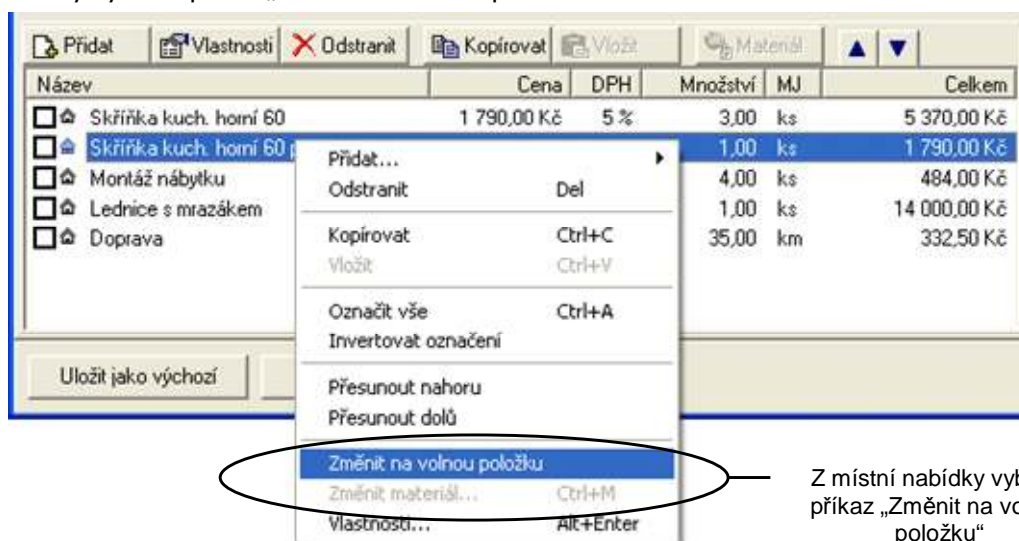 Přidat Vlastnosti Odstranit Kopírovat Vložit Materiál
Název Cena DPH Množství MJ Celkem
Skříňka kuch. horní 60 1 790,00 Kč 5 % 3,00 ks 5 370,00 Kč
Skříňka kuch. horní 60 1,00 ks 1 790,00 Kč
Montáž nábytku 4,00 ks 484,00 Kč
Lednice s mrazákem 1,00 ks 14 000,00 Kč
Doprava 35,00 km 332,50 Kč
Přidat...
Odstranit Del
Kopírovat Ctrl+C
Vložit Ctrl+V
Označit vše Ctrl+A
Invertovat označení
Uložit jako výchozí
Přesunout nahoru
Přesunout dolů
Změnit na volnou položku
Změnit materiál... Ctrl+M
Vlastnosti... Alt+Enter
Z místní nabídky vyb
příkaz „Změnit na vo
položku“